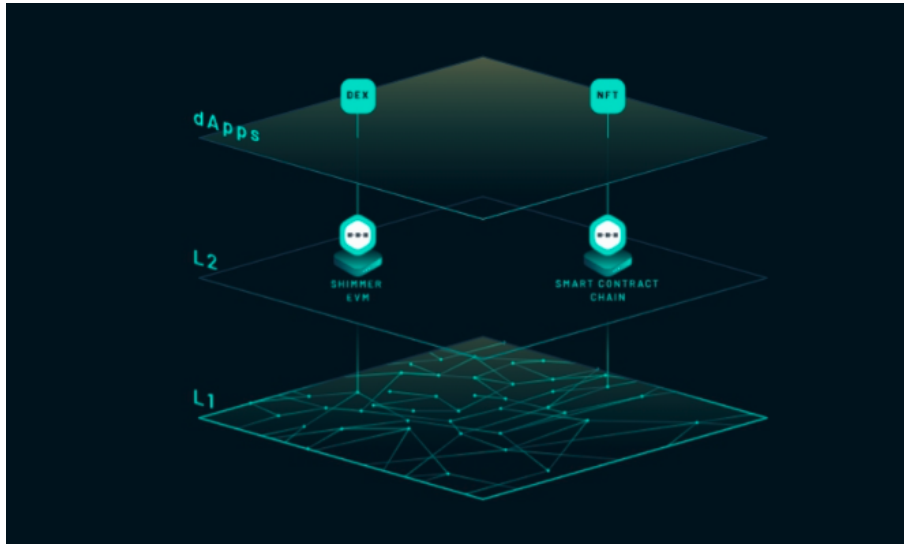 DEX
NFT
dApps
L2
SHIMMER
EVM
SMART CONTRACT
CHAIN
L1